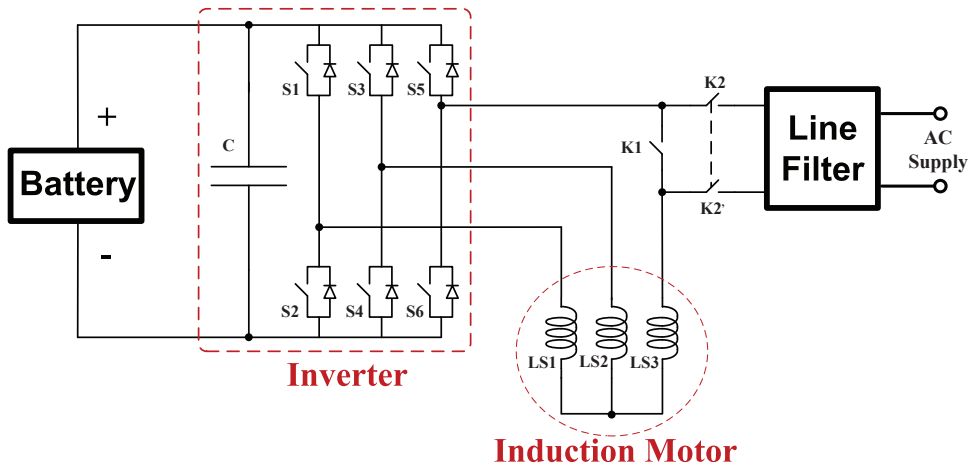 S1
S3
S5
K2
+
C
K1
Line
Filter
AC
Supply
Battery
K2'
-
S2
S4
S6
LS1
LS2
LS3
Inverter
Induction Motor